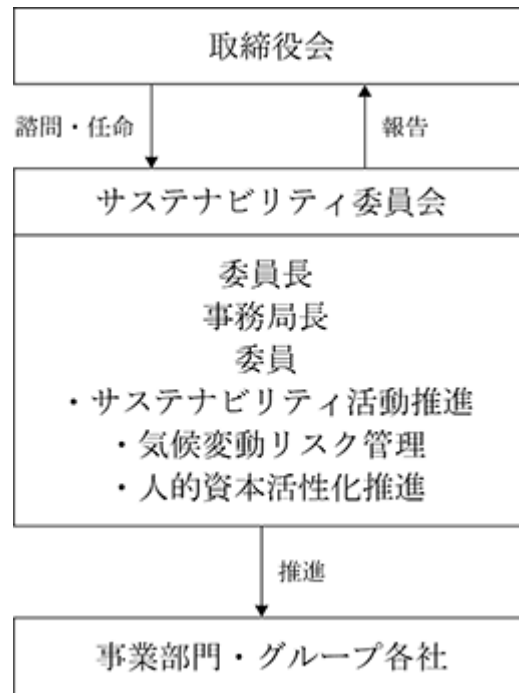 取締役会
諮問・任命
報告
サステナビリティ委員会
委員長
事務局長
委員
・サステナビリティ活動推進
・気候変動リスク管理
・人的資本活性化推進
推進
事業部門・グループ各社